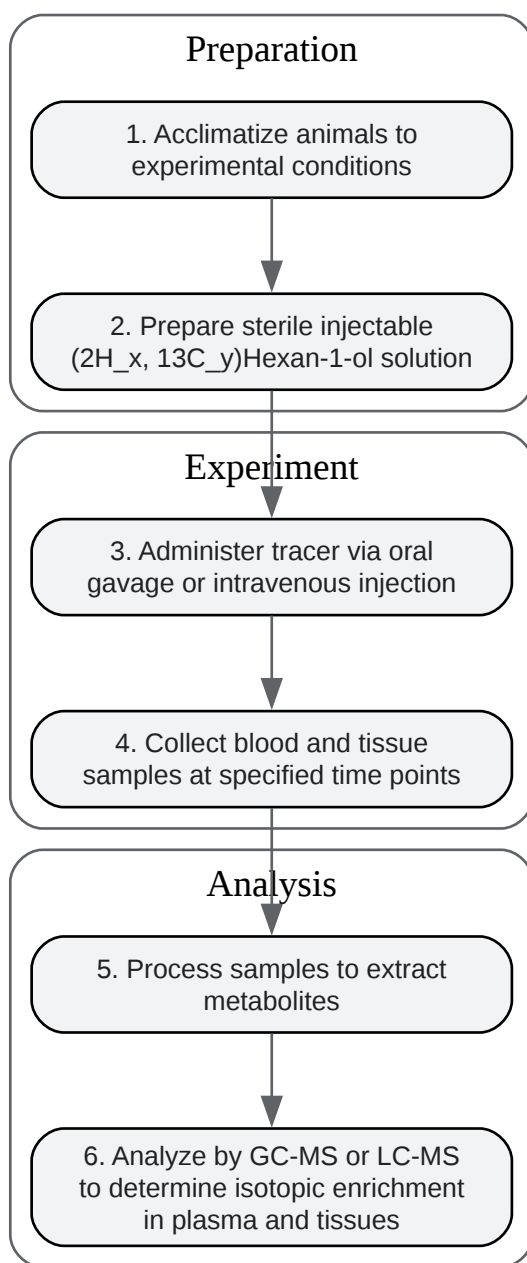 Preparation
1. Acclimatize animals to
experimental conditions
2. Prepare sterile injectable
(2H_x, 13C_y)Hexan-1-ol solution
Experiment
3. Administer tracer via oral
gavage or intravenous injection
4. Collect blood and tissue
samples at specified time points
Analysis
5. Process samples to extract
metabolites
6. Analyze by GC-MS or LC-MS
to determine isotopic enrichment
in plasma and tissues